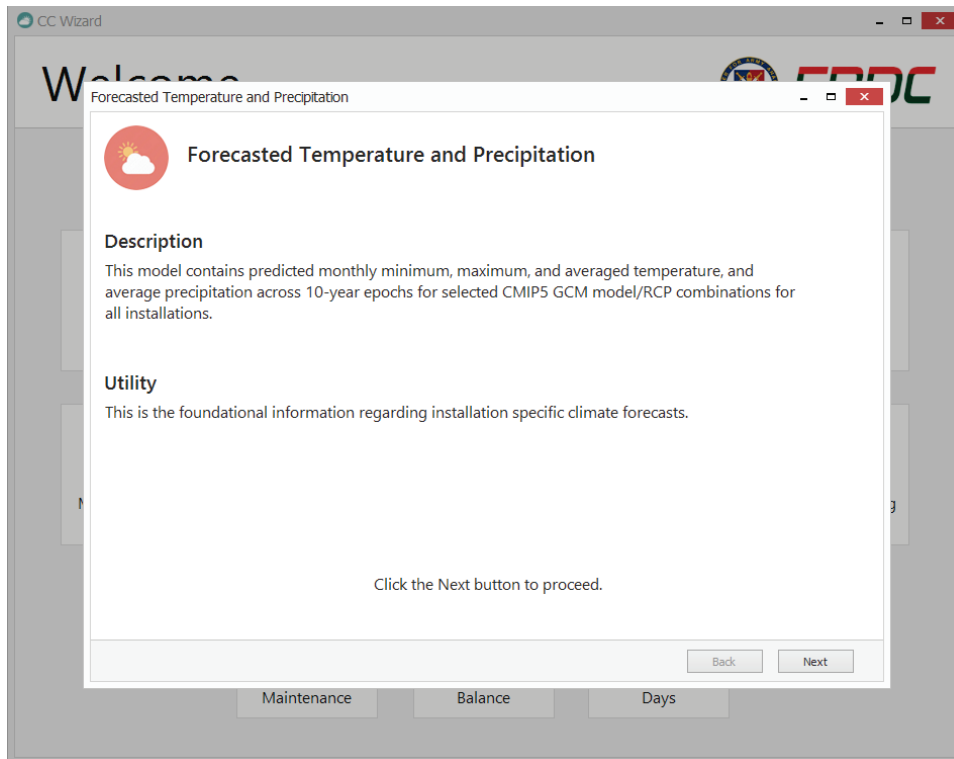 CC Wizard
Forecasted Temperature and Precipitation
Forecasted Temperature and Precipitation
Description
This model contains predicted monthly minimum, maximum, and averaged temperature, and
average precipitation across 10-year epochs for selected CMIP5 GCM model/RCP combinations for
all installations.
Utility
This is the foundational information regarding installation specific climate forecasts.
Click the Next button to proceed.
Back Next
Maintenance Balance Days